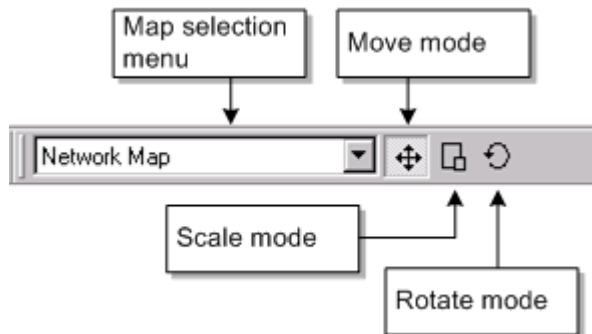 Map selection
menu
Move mode
Network Map
Scale mode
Rotate mode